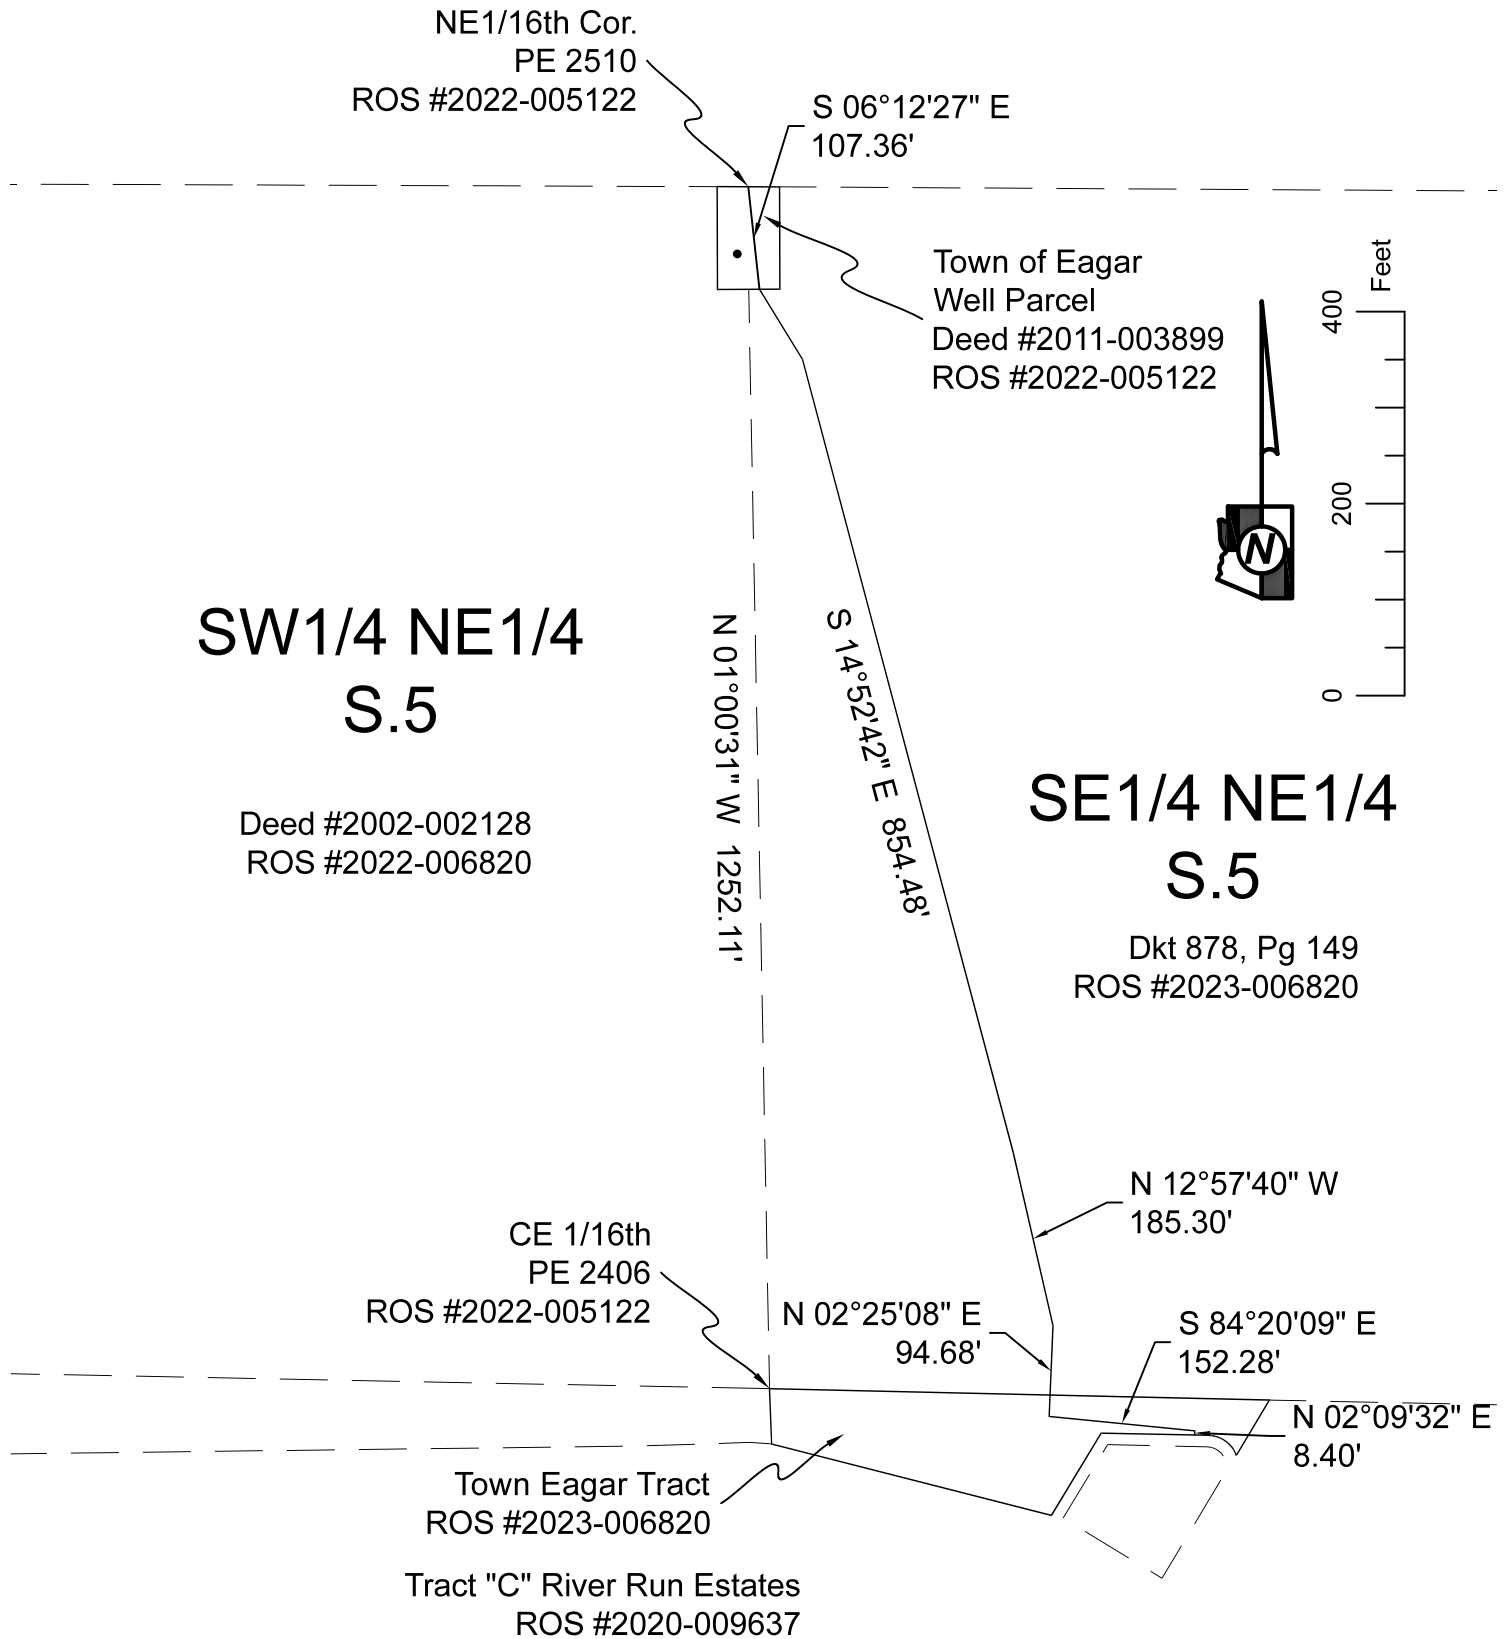 NE1/16th Cor.
PE 2510
ROS #2022-005122
S 06°12'27" E
107.36'
Town of Eagar
Well Parcel
Deed #2011-003899
ROS #2022-005122
Feet
400
200
0
N
SW1/4 NE1/4
S.5
Deed #2002-002128
ROS #2022-006820
N 01°00'31" W 1252.11'
S 14°52'42" E 854.48'
SE1/4 NE1/4
S.5
Dkt 878, Pg 149
ROS #2023-006820
N 12°57'40" W
185.30'
CE 1/16th
PE 2406
ROS #2022-005122
N 02°25'08" E
94.68'
S 84°20'09" E
152.28'
N 02°09'32" E
8.40'
Town Eagar Tract
ROS #2023-006820
Tract "C" River Run Estates
ROS #2020-009637